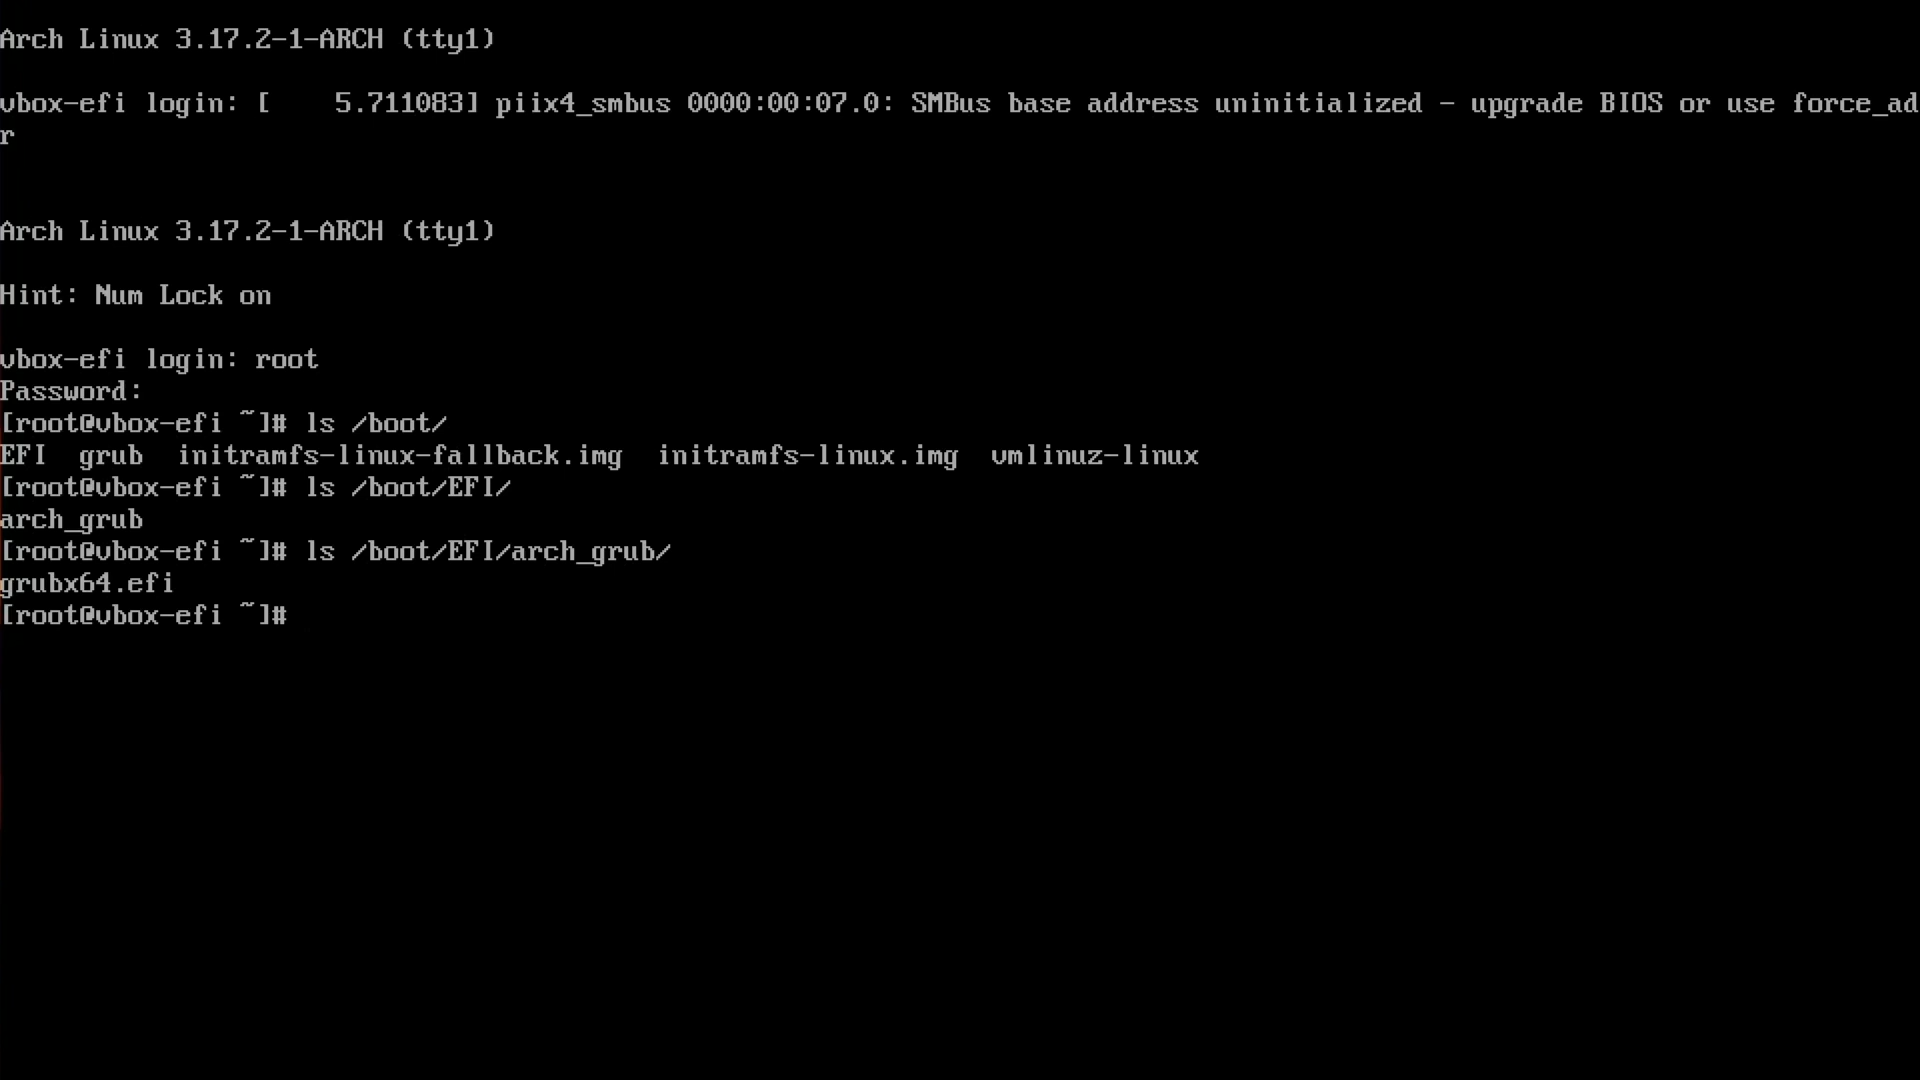 Arch Linux 3.17.2-1-ARCH (tty1)
vbox-efi login: [    5.711083] piix4_smbus 0000:00:07.0: SMBus base address uninitialized - upgrade BIOS or use force_ad
r
Arch Linux 3.17.2-1-ARCH (tty1)
Hint: Num Lock on
vbox-efi login: root
Password:
[root@vbox-efi ~]# ls /boot/
EFI  grub  initramfs-linux-fallback.img  initramfs-linux.img  vmlinuz-linux
[root@vbox-efi ~]# ls /boot/EFI/
arch_grub
[root@vbox-efi ~]# ls /boot/EFI/arch_grub/
grubx64.efi
[root@vbox-efi ~]#